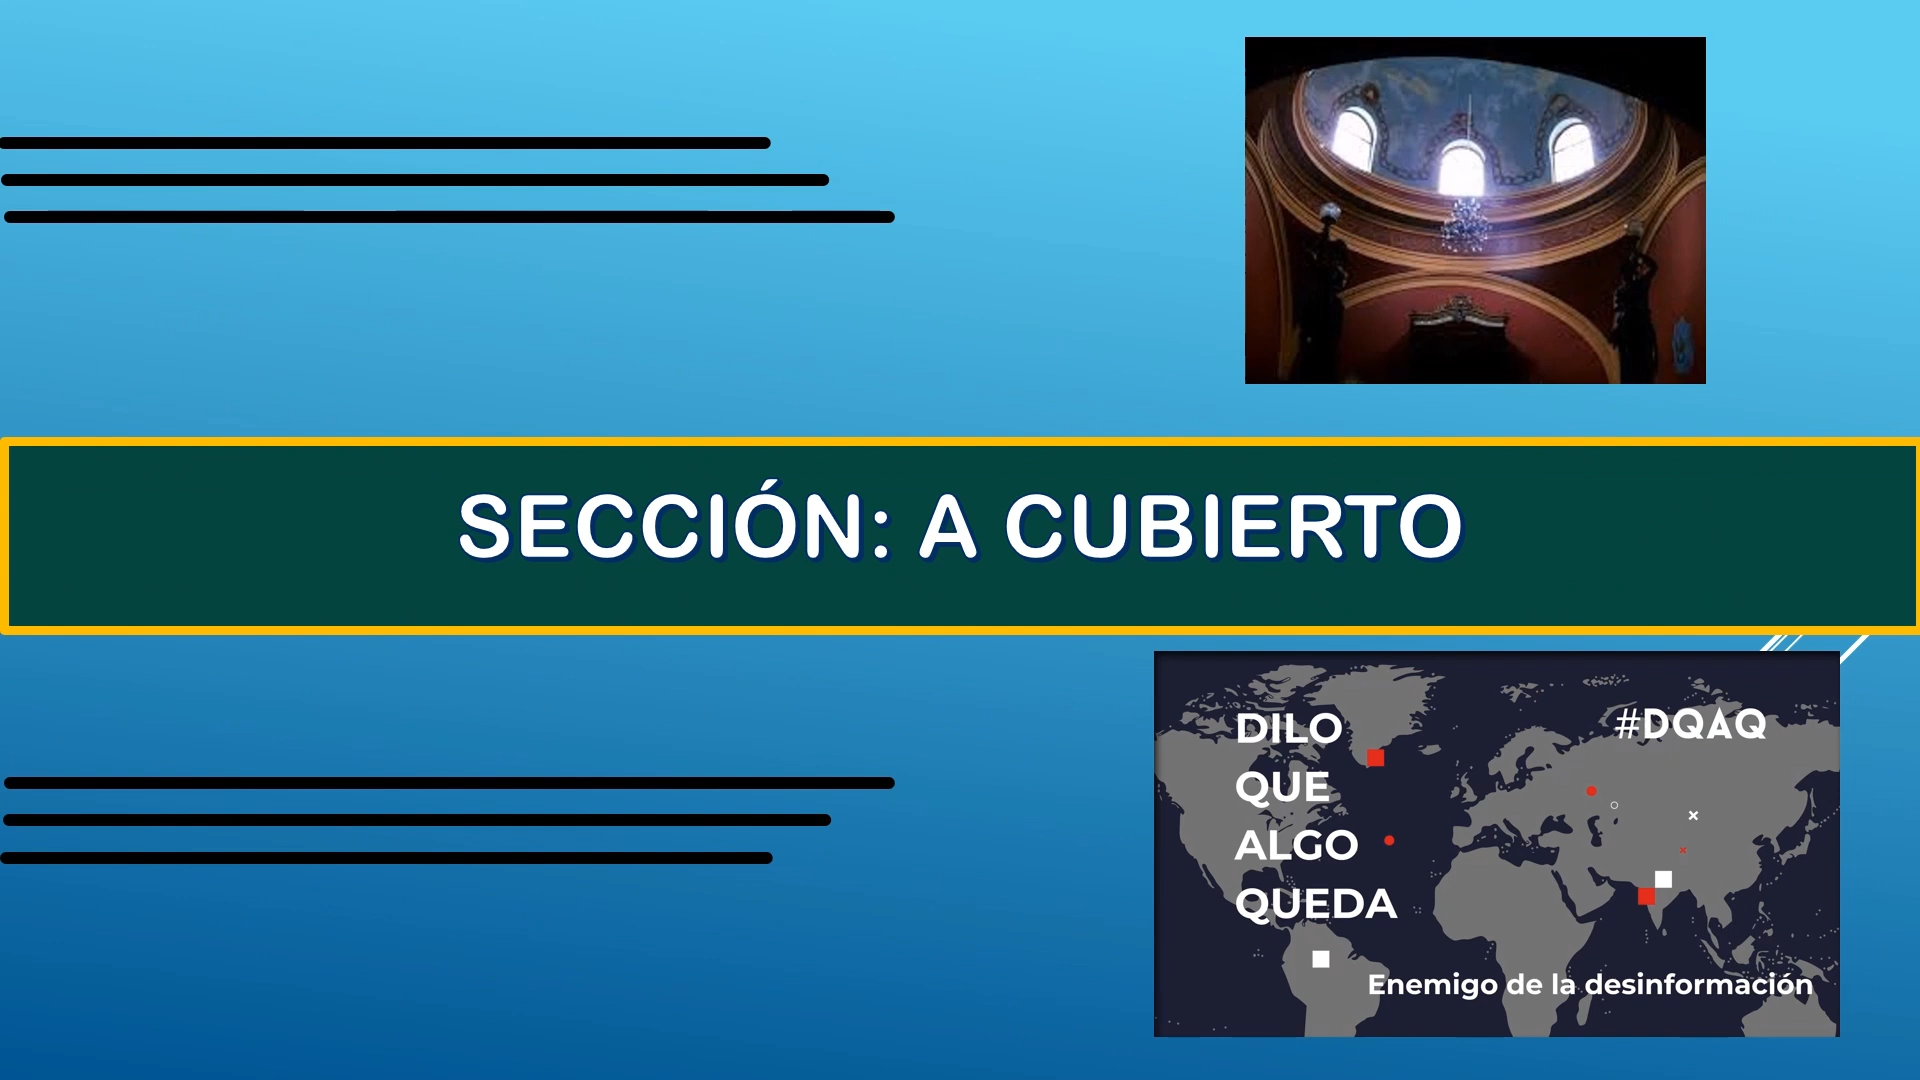 SECCIÓN: A CUBIERTO
DILO
QUE
ALGO
QUEDA
#DQAQ
Enemigo de la desinformación